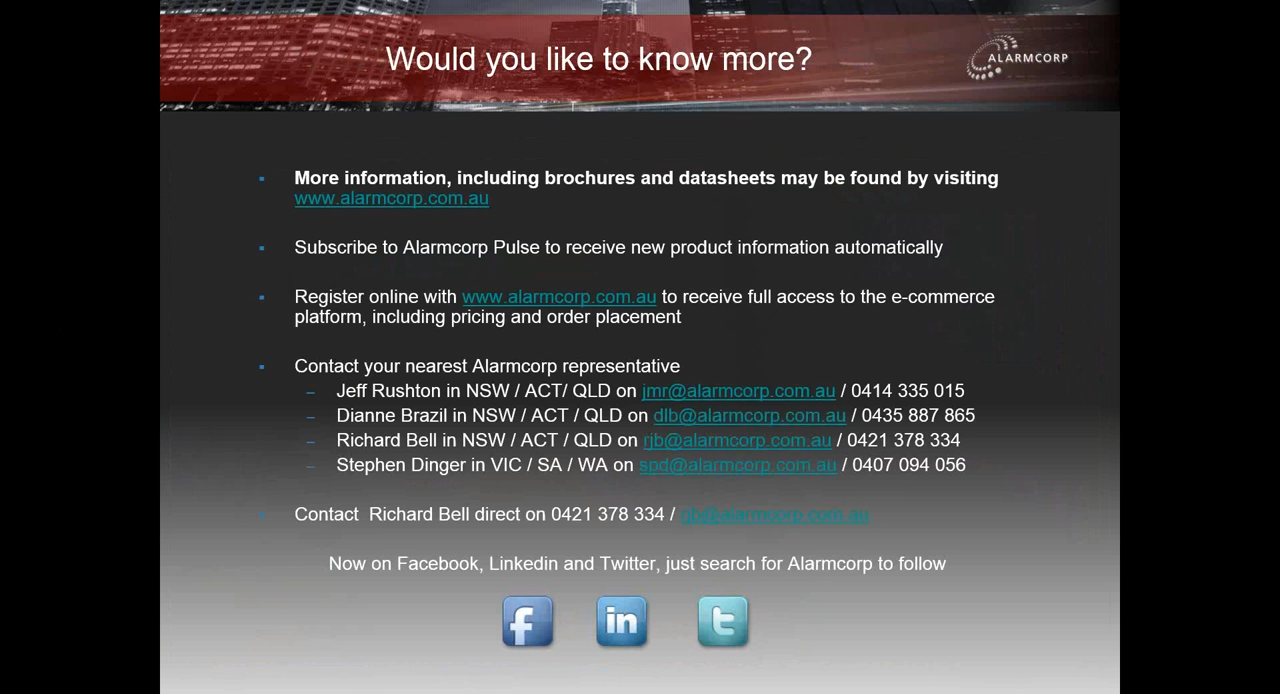 Would you like to know more?
ALARMCORP
More information, including brochures and datasheets may be found by visiting
www.alarmcorp.com.au
Subscribe to Alarmcorp Pulse to receive new product information automatically
Register online with www.alarmcorp.com.au to receive full access to the e-commerce
platform, including pricing and order placement
Contact your nearest Alarmcorp representative
– Jeff Rushton in NSW / ACT/ QLD on jmr@alarmcorp.com.au / 0414 335 015
– Dianne Brazil in NSW / ACT / QLD on dlb@alarmcorp.com.au / 0435 887 865
– Richard Bell in NSW / ACT / QLD on rjb@alarmcorp.com.au / 0421 378 334
– Stephen Dinger in VIC / SA / WA on spd@alarmcorp.com.au / 0407 094 056
Contact Richard Bell direct on 0421 378 334 / rjb@alarmcorp.com.au
Now on Facebook, Linkedin and Twitter, just search for Alarmcorp to follow
f in t